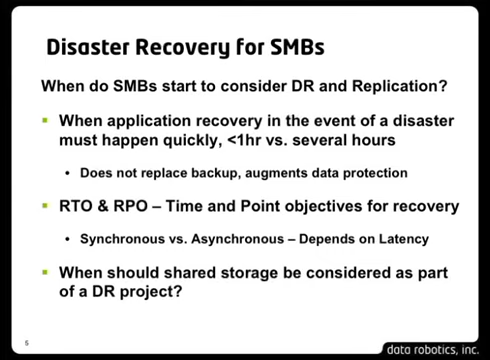 Disaster Recovery for SMBs
When do SMBs start to consider DR and Replication?
When application recovery in the event of a disaster
must happen quickly, <1hr vs. several hours
• Does not replace backup, augments data protection
RTO & RPO – Time and Point objectives for recovery
• Synchronous vs. Asynchronous – Depends on Latency
When should shared storage be considered as part
of a DR project?
5
data robotics, inc.